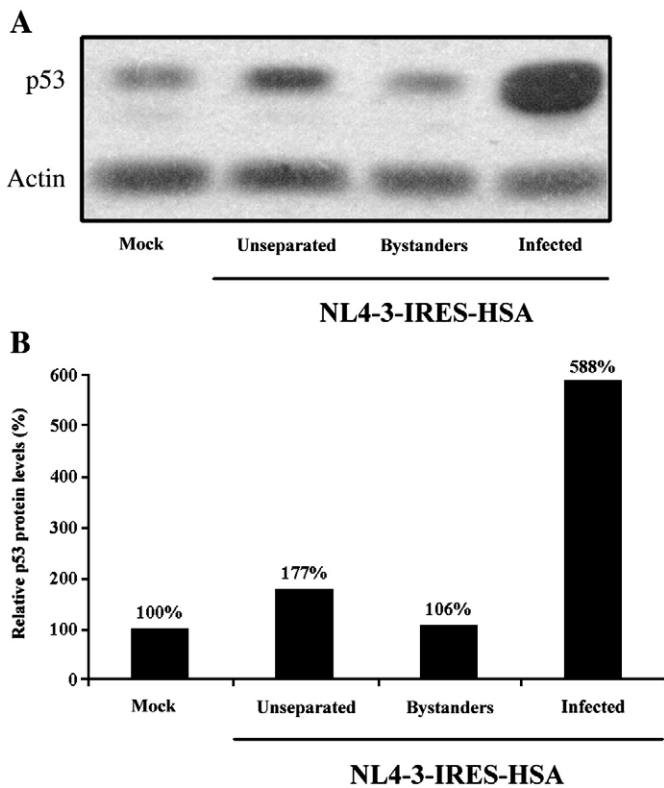 A
p53
Actin
Mock Unseparated Bystanders Infected
NL4-3-IRES-HSA
B
Relative p53 protein levels (%)
600
500
400
300
200
100
0
100%
177%
106%
588%
Mock Unseparated Bystanders Infected
NL4-3-IRES-HSA